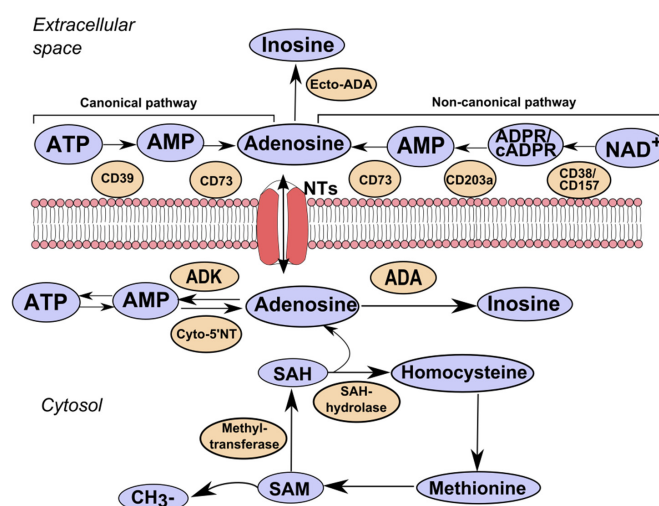 Extracellular
space
Inosine
Ecto-ADA
Canonical pathway
Non-canonical pathway
ATP
AMP
Adenosine
AMP
ADPR/
cADPR
NAD+
CD39
CD73
NTs
CD73
CD203a
CD38/
CD157
ADK
ADA
ATP
AMP
Adenosine
Inosine
Cyto-5'NT
SAH
Homocysteine
SAH-
hydrolase
Cytosol
Methyl-
transferase
CH3-
SAM
Methionine